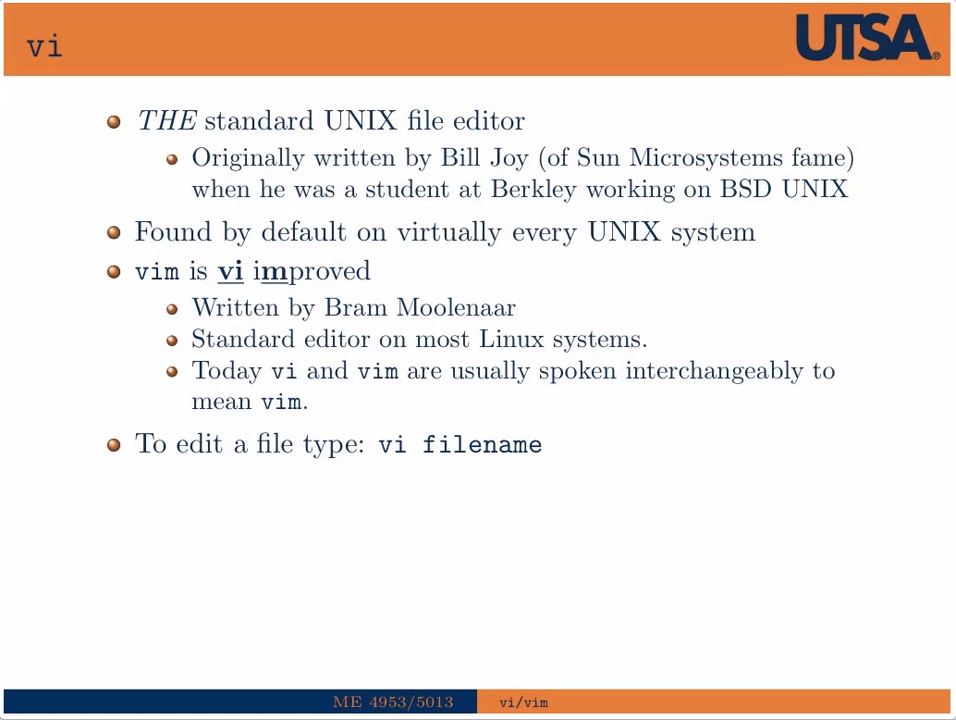 vi
UTSA®
THE standard UNIX file editor
Originally written by Bill Joy (of Sun Microsystems fame)
when he was a student at Berkley working on BSD UNIX
Found by default on virtually every UNIX system
vim is vi improved
Written by Bram Moolenaar
Standard editor on most Linux systems.
Today vi and vim are usually spoken interchangeably to
mean vim.
To edit a file type: vi filename
ME 4953/5013
vi/vim